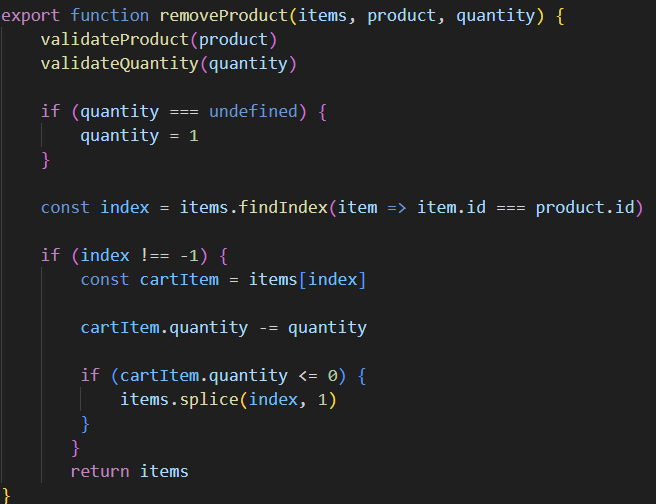 export function removeProduct(items, product, quantity) {
    validateProduct(product)
    validateQuantity(quantity)

    if (quantity === undefined) {
        quantity = 1
    }

    const index = items.findIndex(item => item.id === product.id)

    if (index !== -1) {
        const cartItem = items[index]

        cartItem.quantity -= quantity

        if (cartItem.quantity <= 0) {
            items.splice(index, 1)
        }
       }
       return items
}